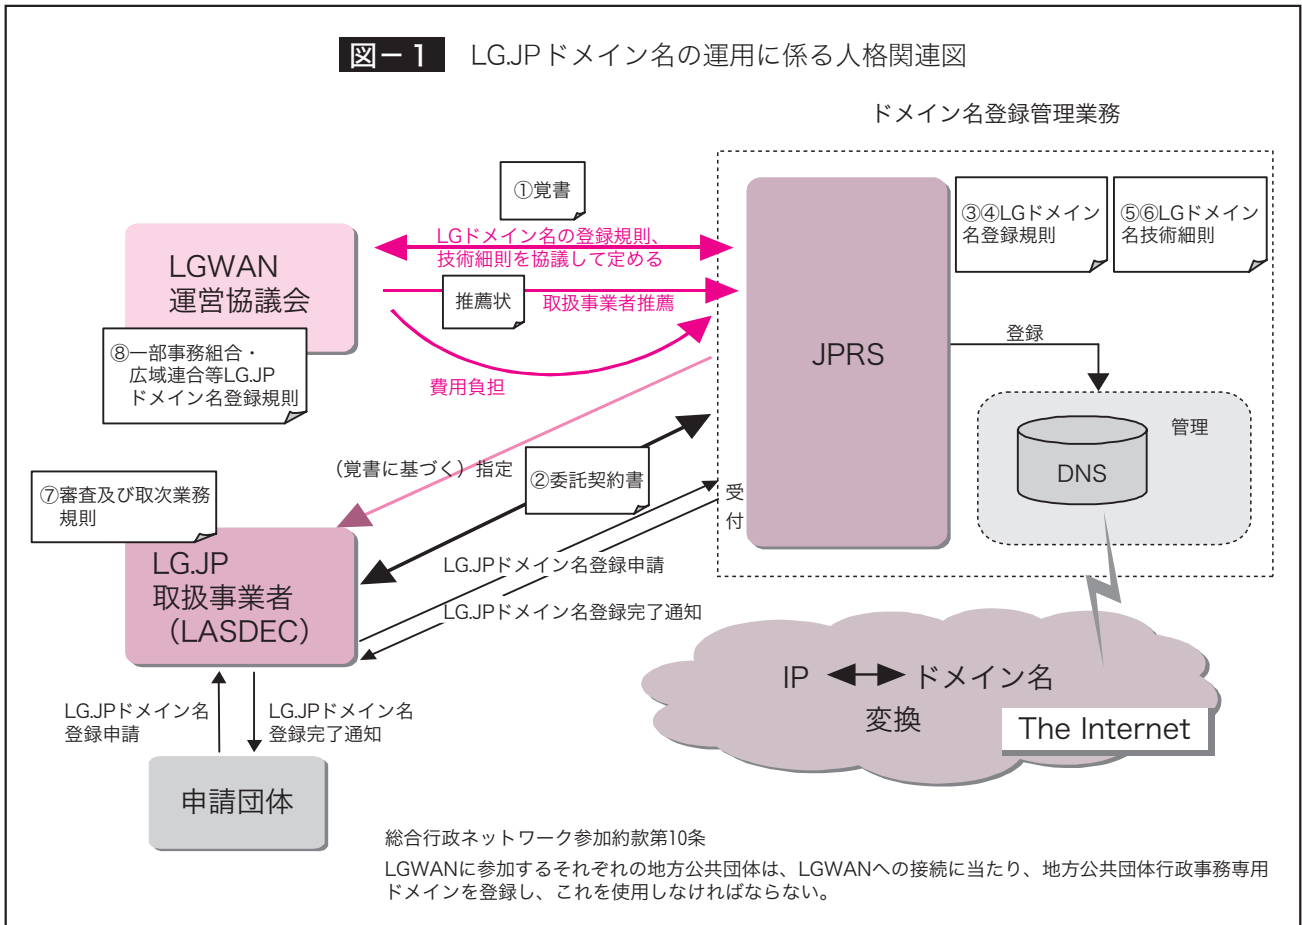 図－1 LG.JPドメイン名の運用に係る人格関連図
ドメイン名登録管理業務
①覚書
LGドメイン名の登録規則、
技術細則を協議して定める
③④LGドメイン
名登録規則
⑤⑥LGドメイン
名技術細則
LGWAN
運営協議会
推薦状
取扱事業者推薦
⑧一部事務組合・
広域連合等LG.JP
ドメイン名登録規則
費用負担
JPRS
登録
管理
DNS
（覚書に基づく）指定
②委託契約書
⑦審査及び取次業務
規則
受
付
LG.JP
取扱事業者
（LASDEC）
LG.JPドメイン名登録申請
LG.JPドメイン名登録完了通知
IP
ドメイン名
変換
The Internet
LG.JPドメイン名
登録申請
LG.JPドメイン名
登録完了通知
申請団体
総合行政ネットワーク参加約款第10条
LGWANに参加するそれぞれの地方公共団体は、LGWANへの接続に当たり、地方公共団体行政事務専用
ドメインを登録し、これを使用しなければならない。